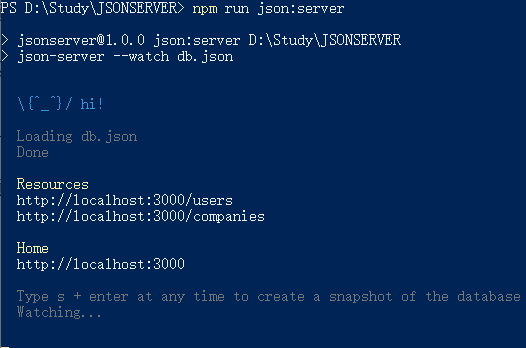 PS D:\Study\JSONSERVER> npm run json:server
> jsonserver@1.0.0 json:server D:\Study\JSONSERVER
> json-server --watch db.json
\{^_^}/ hi!
Loading db.json
Done
Resources
http://localhost:3000/users
http://localhost:3000/companies
Home
http://localhost:3000
Type s + enter at any time to create a snapshot of the database
Watching...